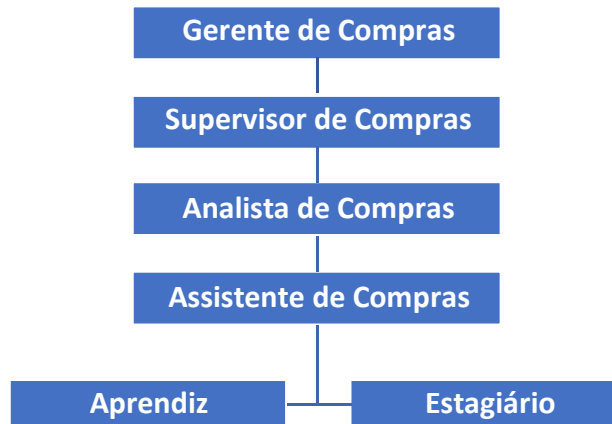 Gerente de Compras
Supervisor de Compras
Analista de Compras
Assistente de Compras
Aprendiz
Estagiário